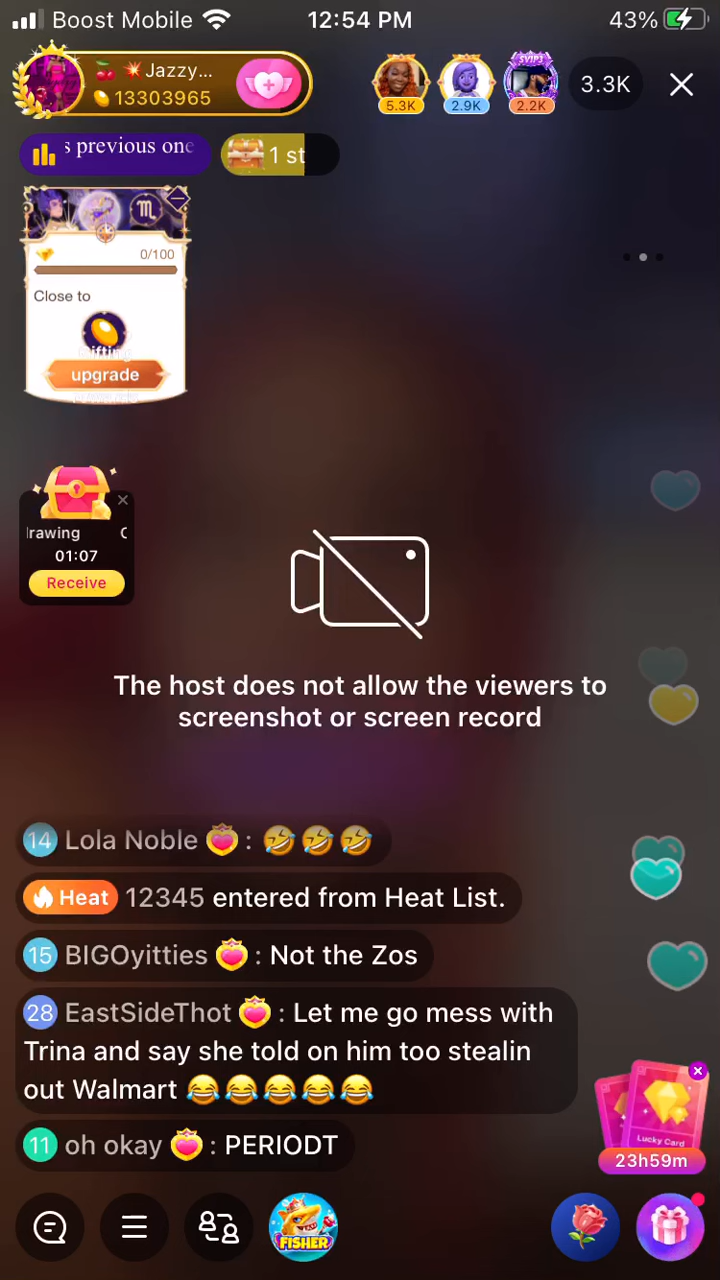 Boost Mobile
12:54 PM
43%
🍒 💥Jazzy...
13303965
5.3K
2.9K
SVIP3
2.2K
3.3K
s previous one
1 st
0/100
Close to
Gifting
upgrade
rawing
01:07
Receive
The host does not allow the viewers to
screenshot or screen record
14 Lola Noble : 🤣🤣🤣
Heat 12345 entered from Heat List.
15 BIGOyitties : Not the Zos
28 EastSideThot : Let me go mess with
Trina and say she told on him too stealin
out Walmart 😂😂😂😂😂
11 oh okay : PERIODT
Lucky Card
23h59m
FISHER